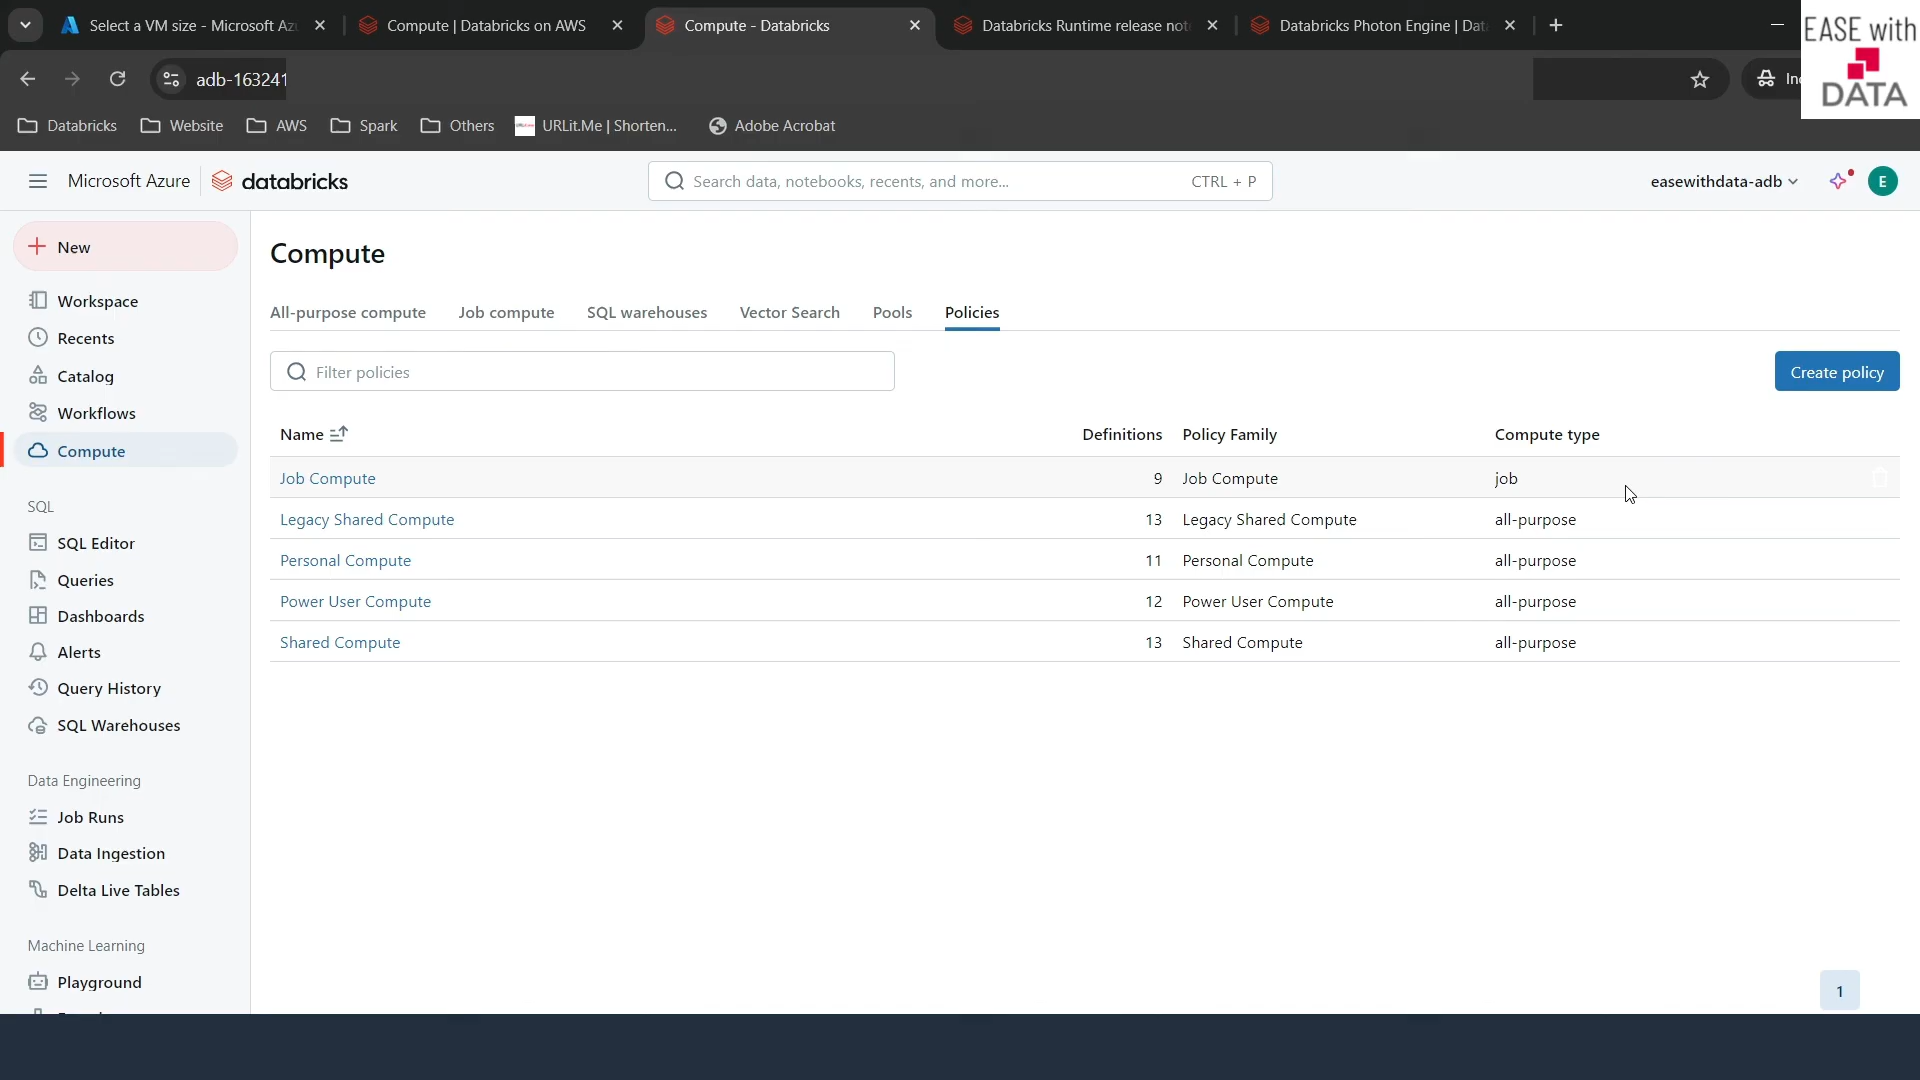 Select a VM size - Microsoft Az
Compute | Databricks on AWS
Compute - Databricks
Databricks Runtime release not
Databricks Photon Engine | Dat
EASE with
DATA
adb-163241
Databricks
Website
AWS
Spark
Others
URLit.Me | Shorten...
Adobe Acrobat
Microsoft Azure
databricks
Search data, notebooks, recents, and more...
CTRL + P
easewithdata-adb
E
New
Workspace
Recents
Catalog
Workflows
Compute
SQL
SQL Editor
Queries
Dashboards
Alerts
Query History
SQL Warehouses
Data Engineering
Job Runs
Data Ingestion
Delta Live Tables
Machine Learning
Playground
Compute
All-purpose compute
Job compute
SQL warehouses
Vector Search
Pools
Policies
Filter policies
Create policy
Name Definitions Policy Family Compute type
Job Compute 9 Job Compute job
Legacy Shared Compute 13 Legacy Shared Compute all-purpose
Personal Compute 11 Personal Compute all-purpose
Power User Compute 12 Power User Compute all-purpose
Shared Compute 13 Shared Compute all-purpose
1